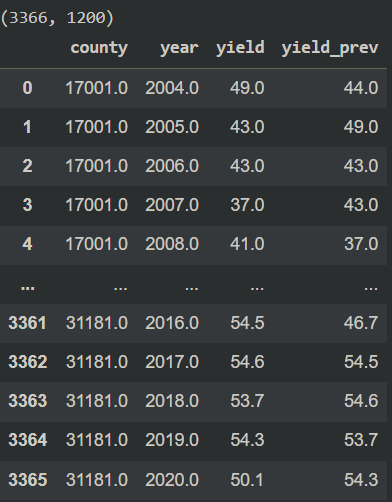 (3366, 1200)
county year yield yield_prev
0 17001.0 2004.0 49.0 44.0
1 17001.0 2005.0 43.0 49.0
2 17001.0 2006.0 43.0 43.0
3 17001.0 2007.0 37.0 43.0
4 17001.0 2008.0 41.0 37.0
... ... ... ... ...
3361 31181.0 2016.0 54.5 46.7
3362 31181.0 2017.0 54.6 54.5
3363 31181.0 2018.0 53.7 54.6
3364 31181.0 2019.0 54.3 53.7
3365 31181.0 2020.0 50.1 54.3